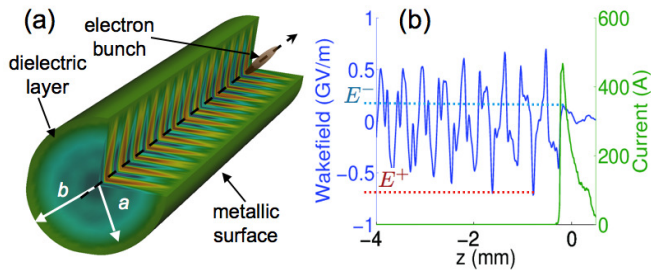 (a)
electron
bunch
dielectric
layer
b
a
metallic
surface
(b)
Wakefield (GV/m)
1
0.5
0
−0.5
−1
E⁻
E⁺
−4
−2
0
z (mm)
600
400
200
0
Current (A)